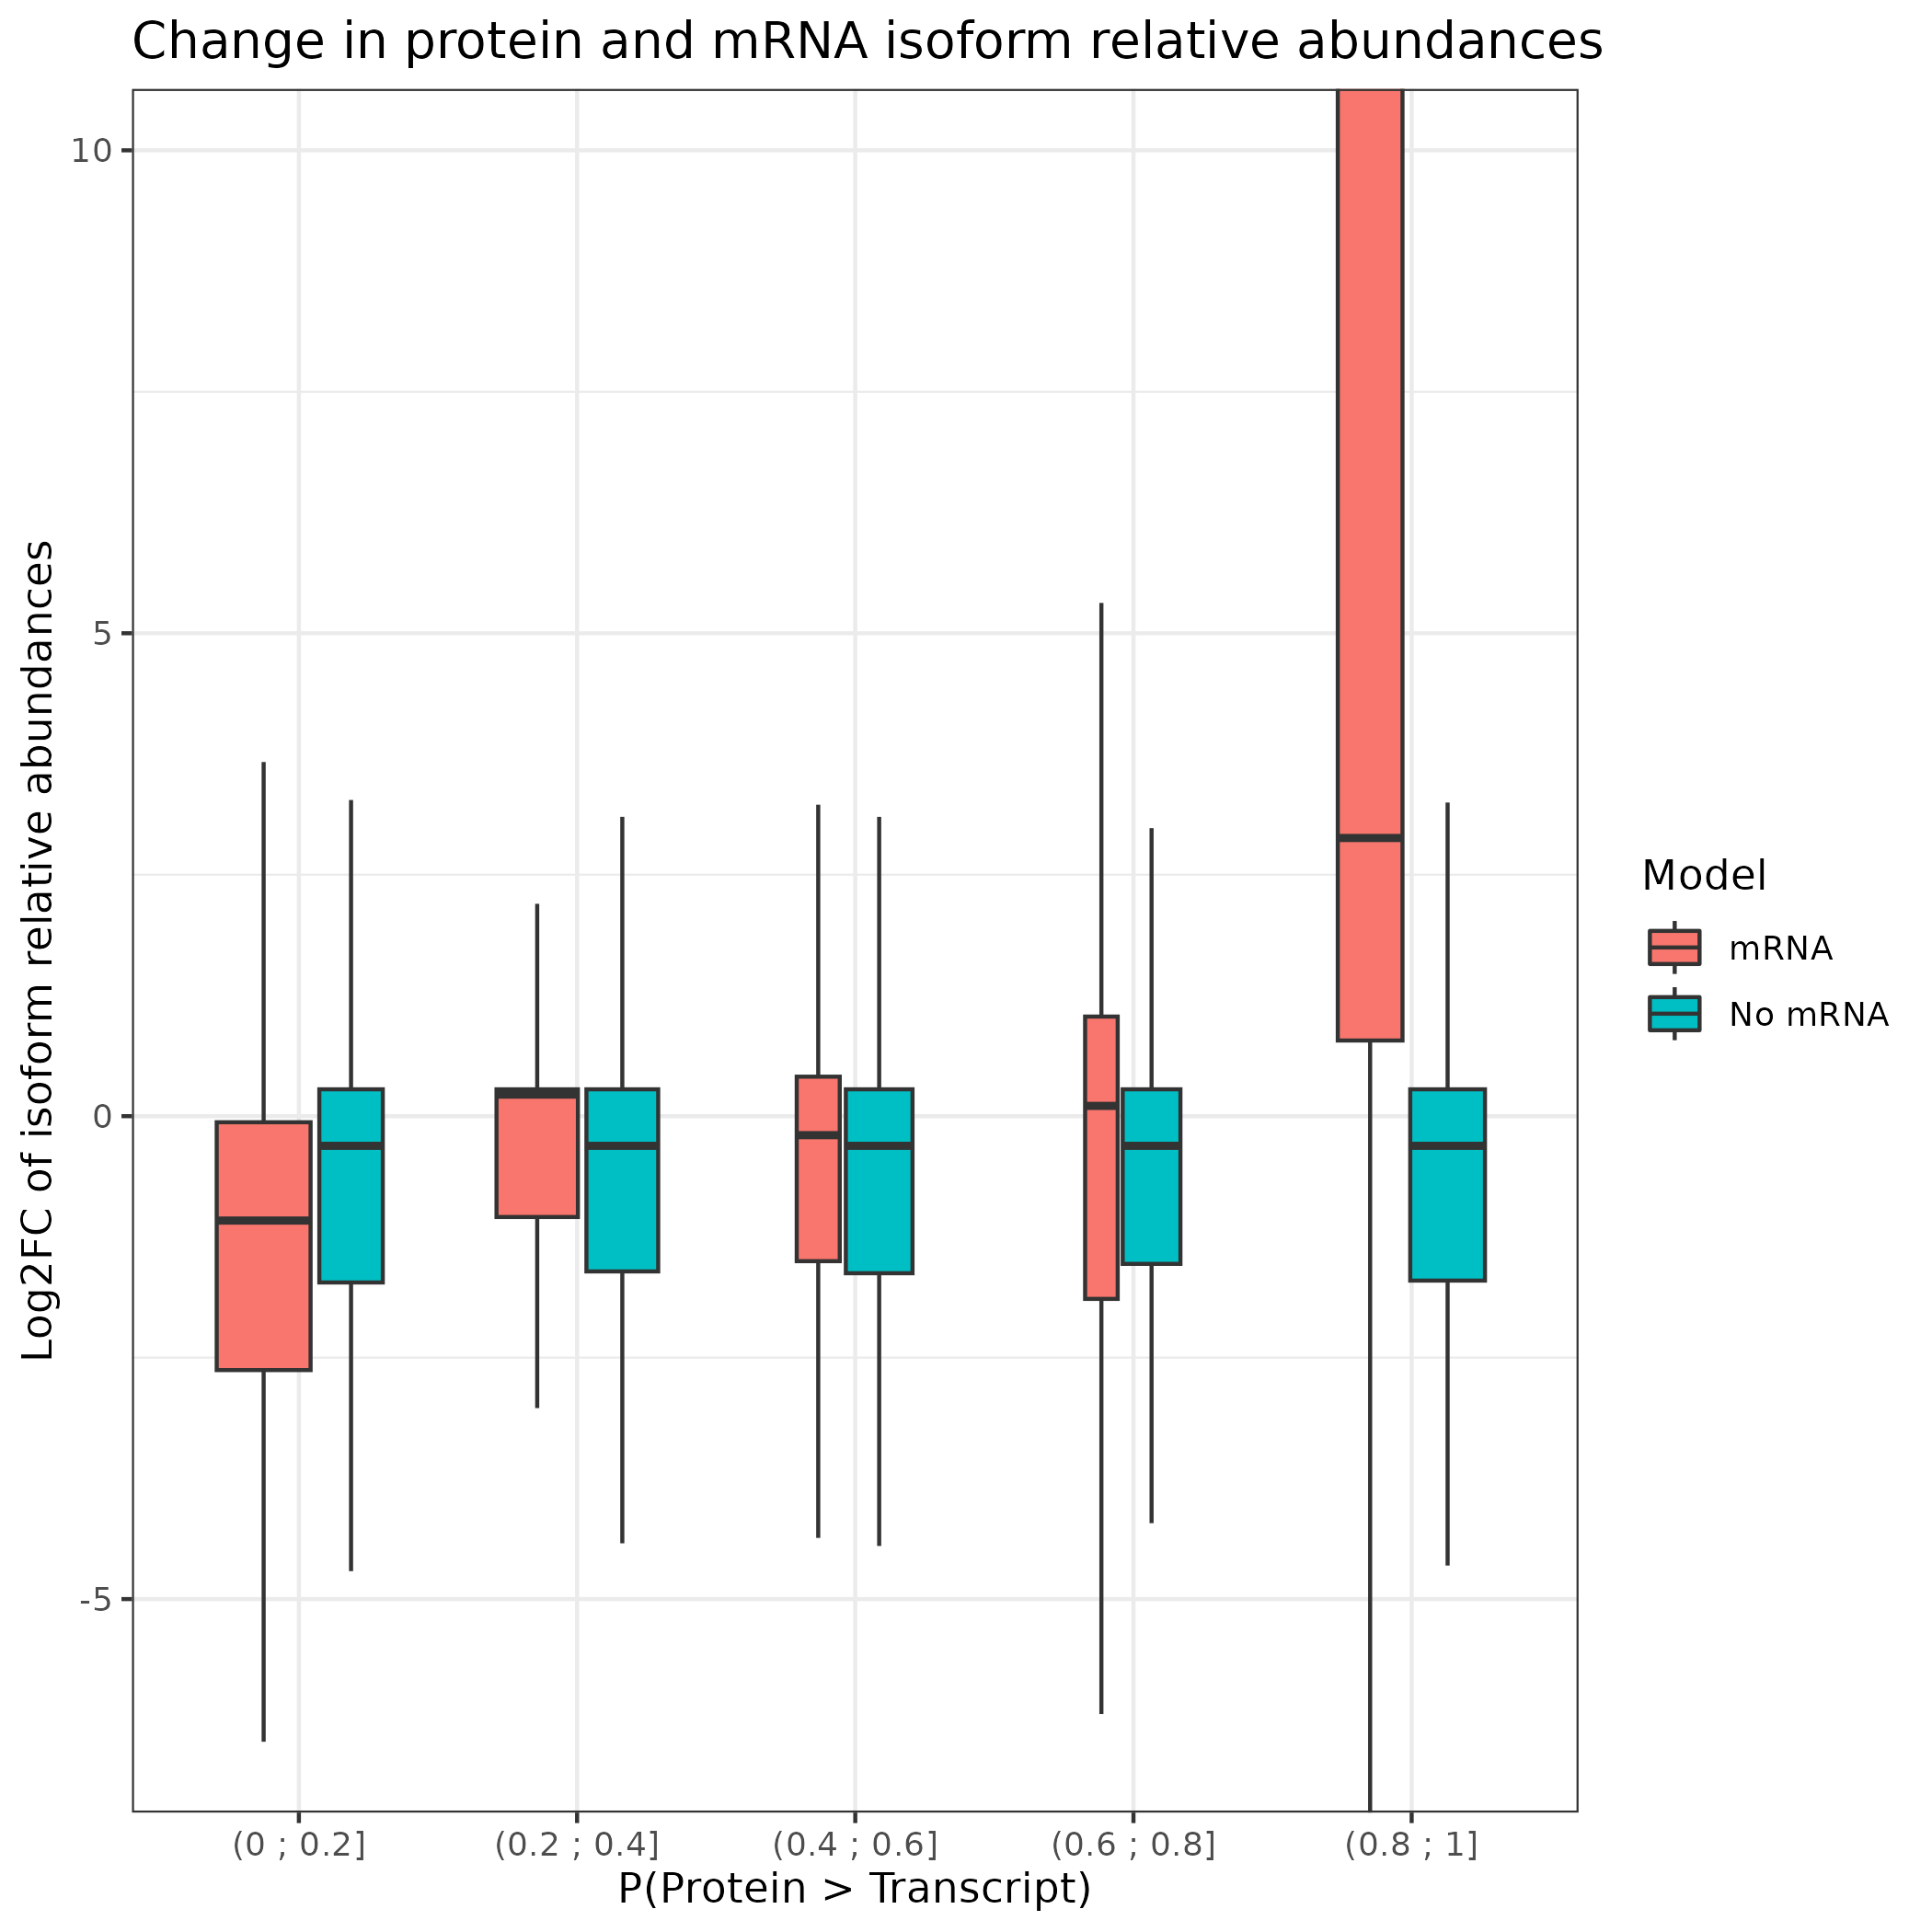 Change in protein and mRNA isoform relative abundances
Log2FC of isoform relative abundances
10
5
0
-5
(0 ; 0.2]
(0.2 ; 0.4]
(0.4 ; 0.6]
(0.6 ; 0.8]
(0.8 ; 1]
P(Protein > Transcript)
Model
mRNA
No mRNA